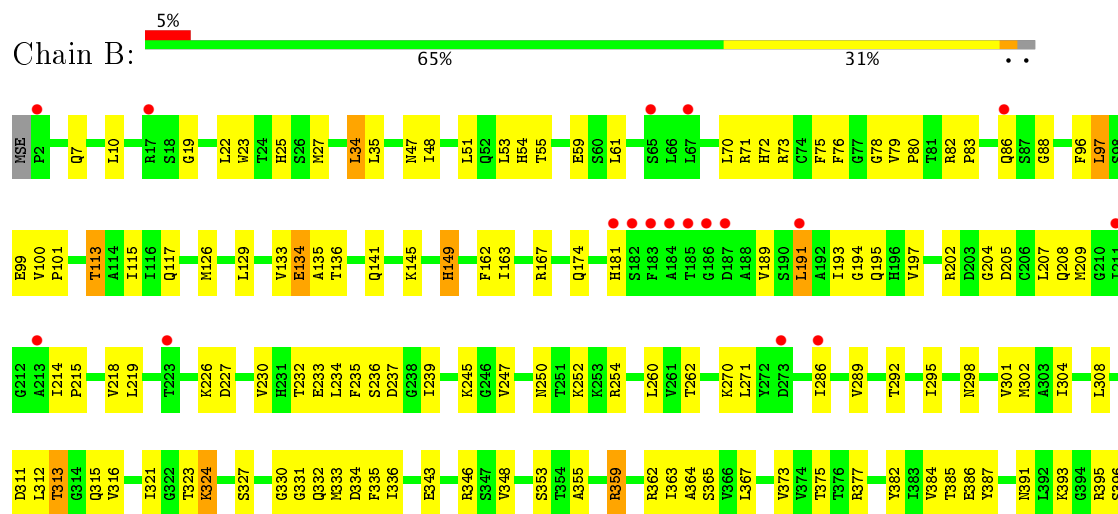 5%
Chain B:
65% 31% • •
MSE P2 Q7 L10 R17 S18 G19 L22 W23 T24 H25 S26 M27 L34 L35 N47 I48 L51 Q52 L53 H54 T55 E59 S60 L61 S65 L66 L67 L70 R71 H72 R73 C74 F75 F76 G77 G78 V79 P80 T81 R82 P83 Q86 S87 G88 F96 L97 S98
E99 V100 P101 T113 A114 I115 I116 Q117 M126 L129 V133 E134 A135 T136 Q141 K145 H149 F162 I163 R167 Q174 H181 S182 F183 A184 T185 G186 D187 A188 V189 S190 L191 A192 I193 G194 Q195 H196 V197 R202 D203 G204 D205 C206 L207 Q208 M209 G210 I211
G212 A213 I214 P215 V218 L219 T223 K226 D227 V230 H231 T232 E233 L234 F235 S236 D237 G238 I239 K245 G246 V247 N250 T251 K252 K253 R254 L260 V261 T262 K270 L271 Y272 D273 I286 V289 T292 I295 N298 V301 M302 A303 I304 L308
D311 L312 T313 G314 Q315 V316 I321 G322 T323 K324 S327 G330 G331 Q332 M333 D334 F335 I336 E343 R346 S347 V348 S353 T354 A355 R359 R362 I363 A364 S365 V366 L367 V373 V374 T375 T376 R377 Y382 I383 V384 T385 E386 Y387 N391 L392 K393 G394 R395 S396